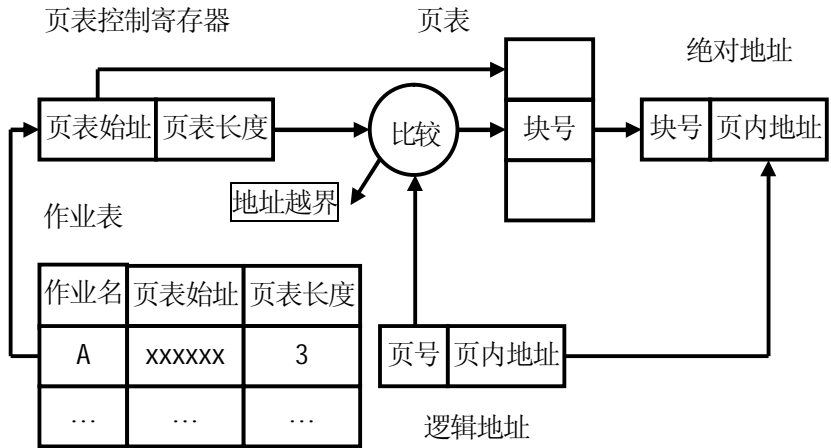 页表控制寄存器
页表
绝对地址
页表始址 页表长度
比较
块号
块号 页内地址
地址越界
作业表
作业名 页表始址 页表长度
A xxxxxx 3
… … …
页号 页内地址
逻辑地址